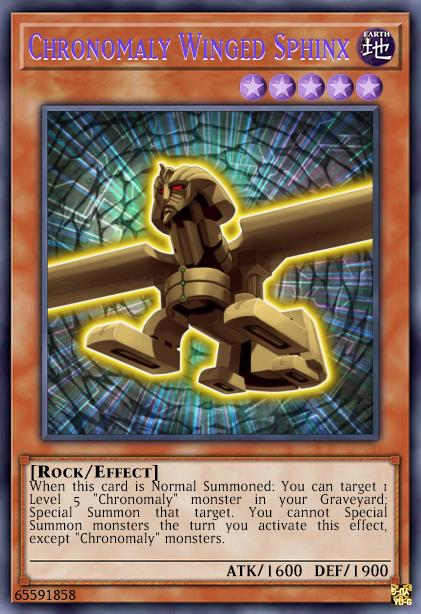 Chronomaly Winged Sphinx
EARTH
地
[Rock/Effect]
When this card is Normal Summoned: You can target 1
Level 5 "Chronomaly" monster in your Graveyard;
Special Summon that target. You cannot Special
Summon monsters the turn you activate this effect,
except "Chronomaly" monsters.
ATK/1600 DEF/1900
65591858